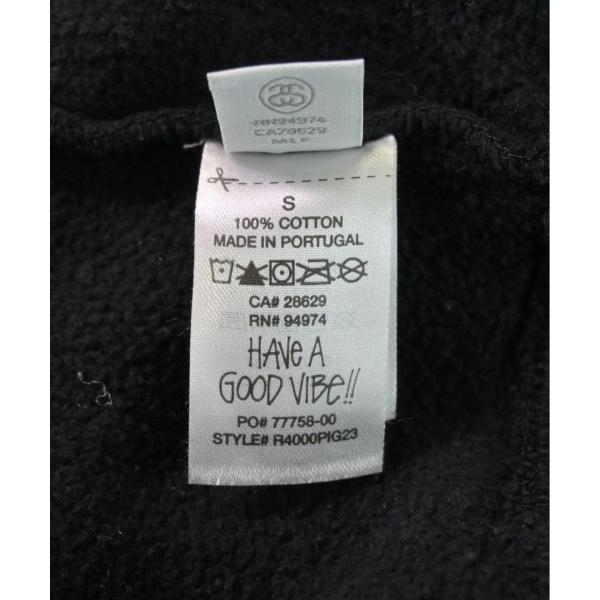 RN94974
CA28629
S
100% COTTON
MADE IN PORTUGAL
CA# 28629
RN# 94974
HAVE A
GOOD VIBE!!
PO# 77758-00
STYLE# R4000PIG23